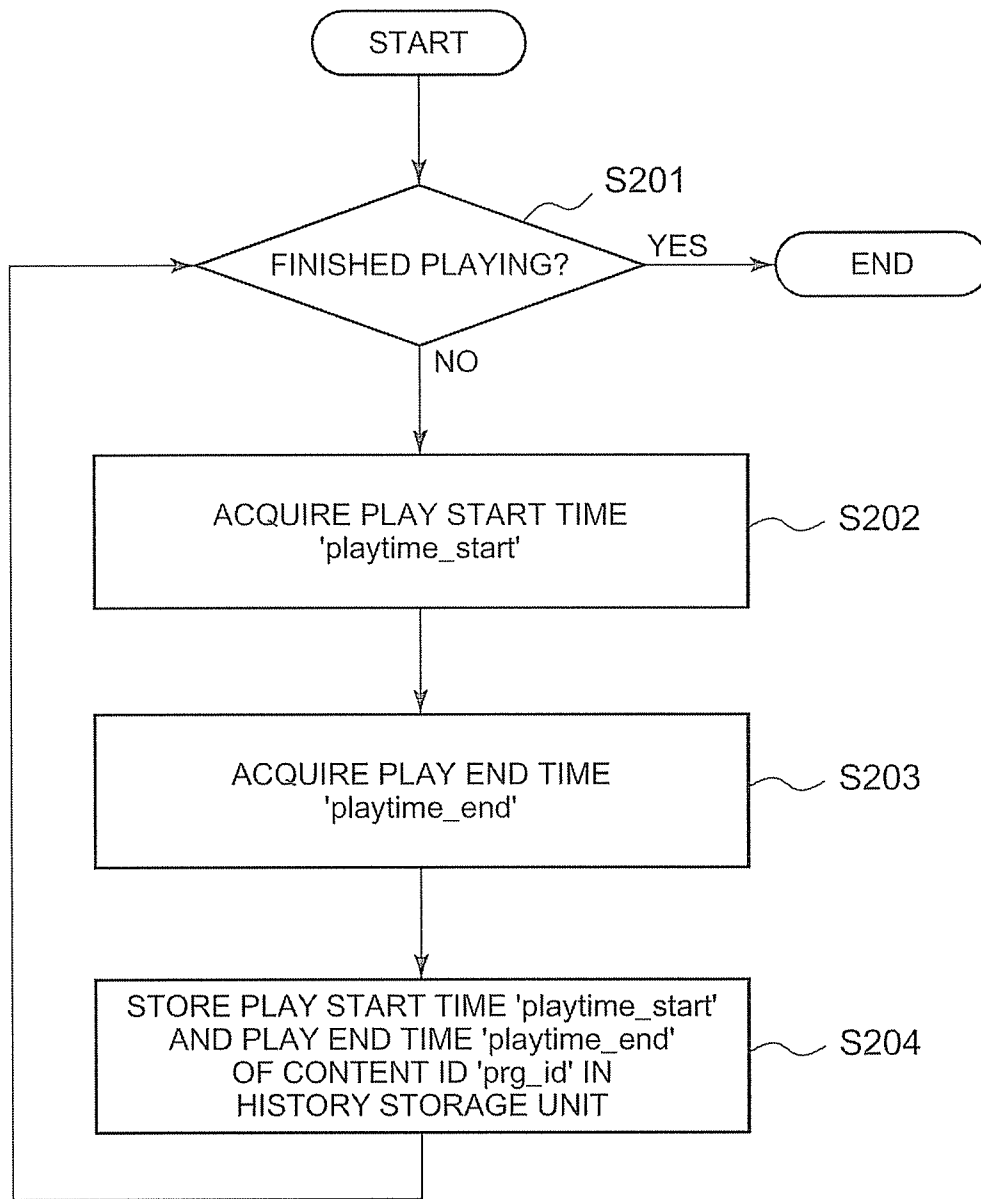 START
S201
FINISHED PLAYING?
YES
END
NO
ACQUIRE PLAY START TIME
'playtime_start'
S202
ACQUIRE PLAY END TIME
'playtime_end'
S203
STORE PLAY START TIME 'playtime_start'
AND PLAY END TIME 'playtime_end'
OF CONTENT ID 'prg_id' IN
HISTORY STORAGE UNIT
S204